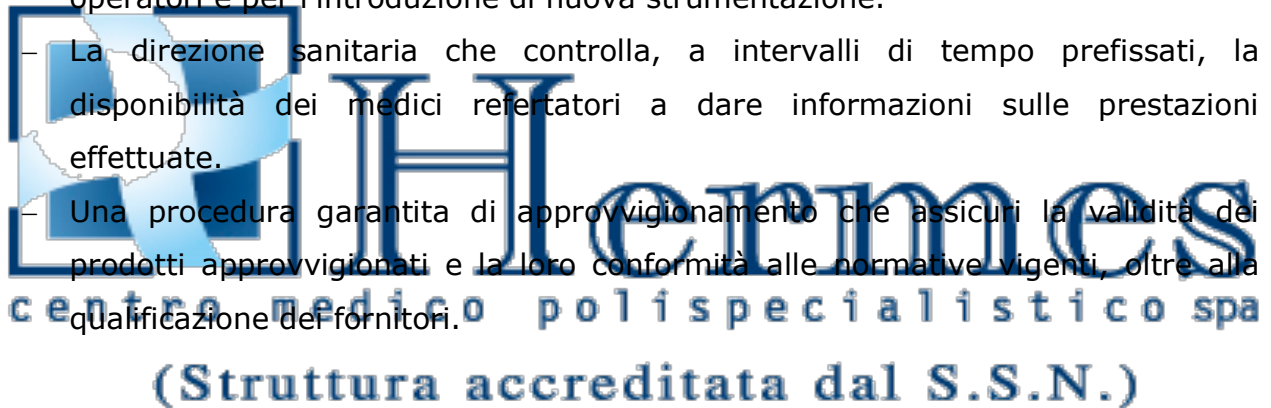 operatori e per l'introduzione di nuova strumentazione.
– La direzione sanitaria che controlla, a intervalli di tempo prefissati, la
disponibilità dei medici refertatori a dare informazioni sulle prestazioni
effettuate.
– Una procedura garantita di approvvigionamento che assicuri la validità dei
prodotti approvvigionati e la loro conformità alle normative vigenti, oltre alla
qualificazione dei fornitori.
Hermes
centro medico polispecialistico spa
(Struttura accreditata dal S.S.N.)